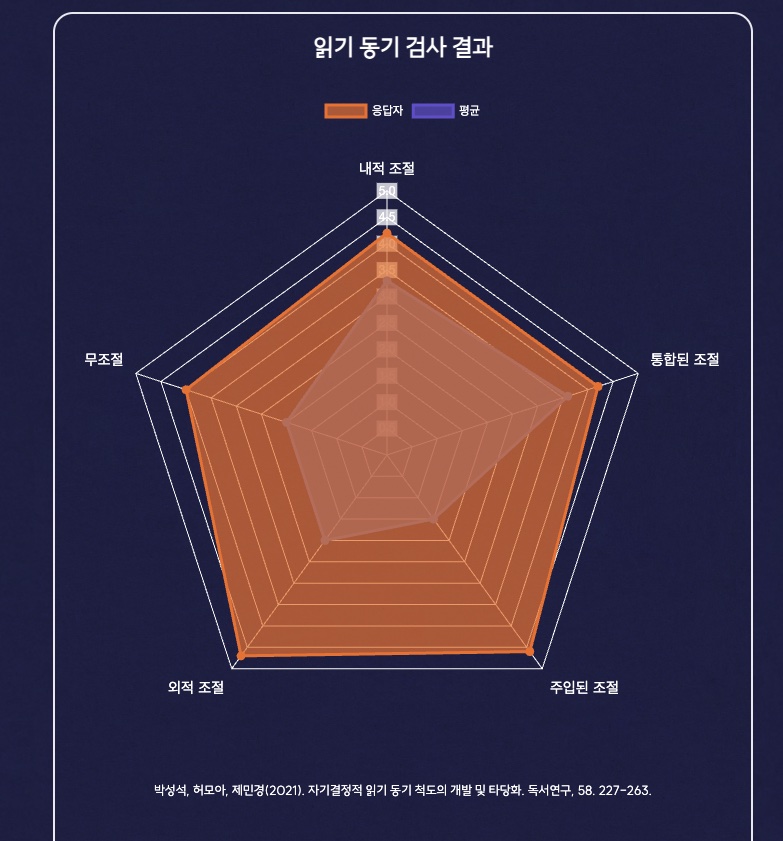 읽기 동기 검사 결과
응답자 평균
내적 조절
5.0
4.5
4.0
3.5
무조절
통합된 조절
외적 조절
주입된 조절
박성석, 허모아, 제민경(2021). 자기결정적 읽기 동기 척도의 개발 및 타당화. 독서연구, 58. 227-263.